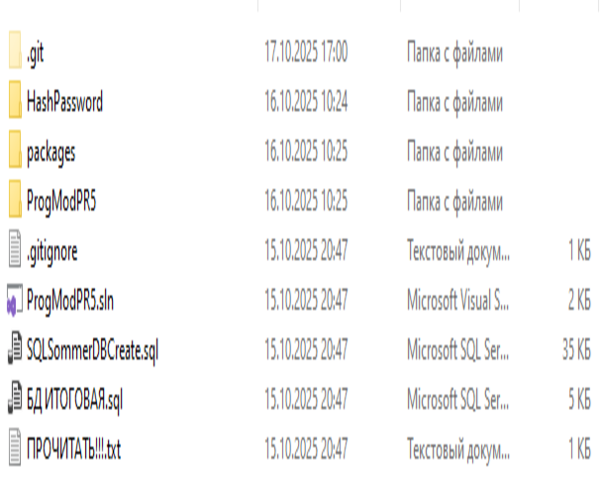 .git 17.10.2025 17:00 Папка с файлами
HashPassword 16.10.2025 10:24 Папка с файлами
packages 16.10.2025 10:25 Папка с файлами
ProgModPR5 16.10.2025 10:25 Папка с файлами
.gitignore 15.10.2025 20:47 Текстовый докум... 1 КБ
ProgModPR5.sln 15.10.2025 20:47 Microsoft Visual S... 2 КБ
SQLSommerDBCreate.sql 15.10.2025 20:47 Microsoft SQL Ser... 35 КБ
БД ИТОГОВАЯ.sql 15.10.2025 20:47 Microsoft SQL Ser... 5 КБ
ПРОЧИТАТЬ!!!.txt 15.10.2025 20:47 Текстовый докум... 1 КБ